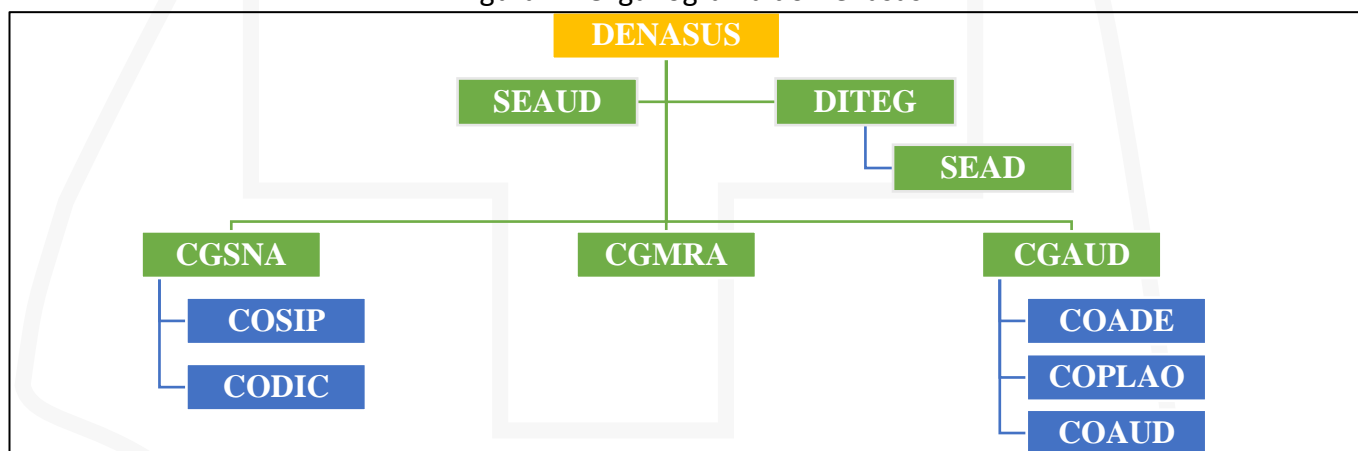 DENASUS
SEAUD
DITEG
SEAD
CGSNA
CGMRA
CGAUD
COSIP
COADE
CODIC
COPLAO
COAUD